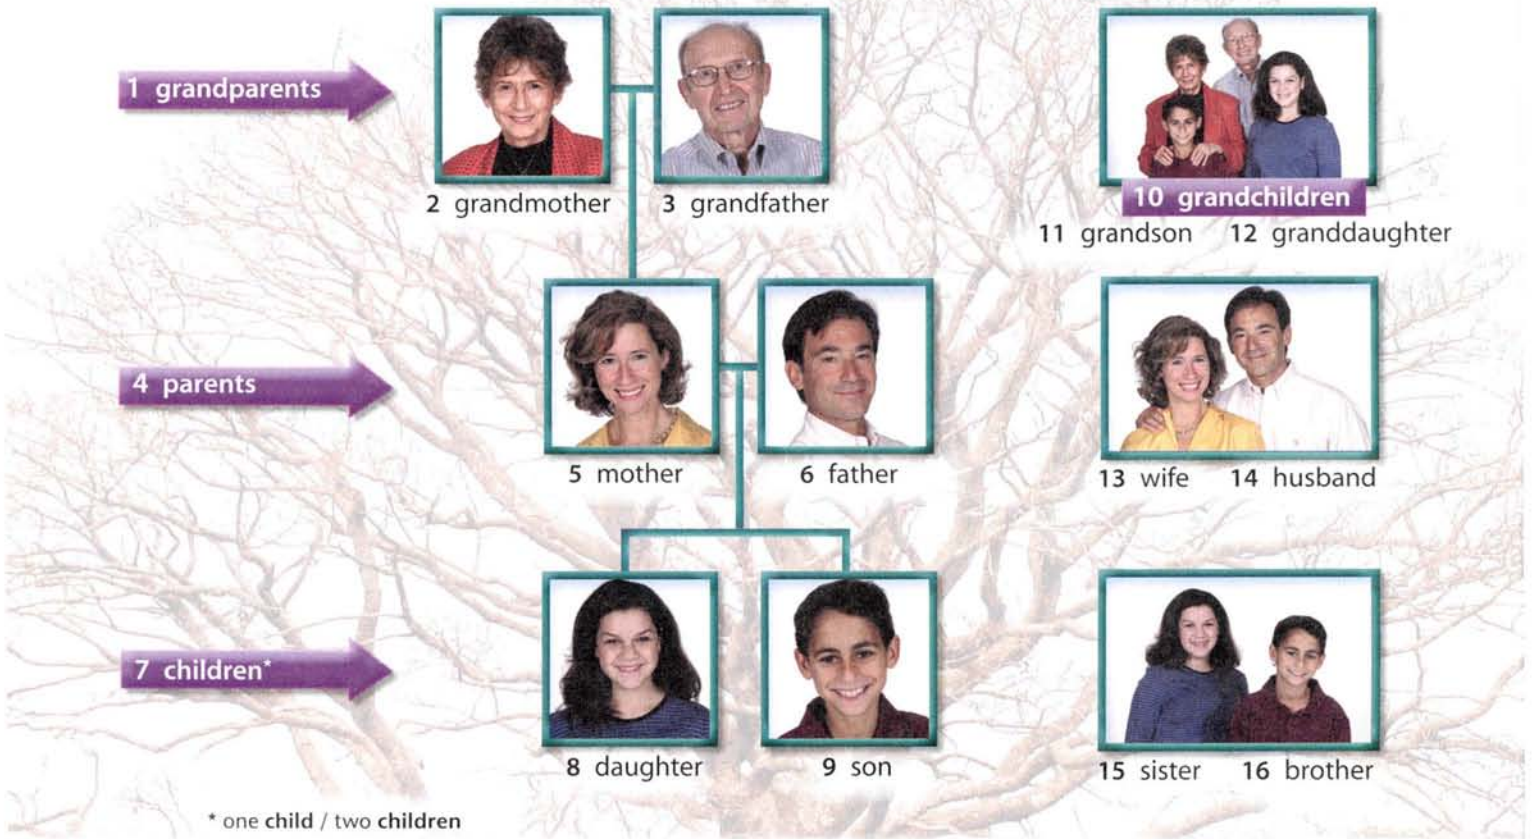 1 grandparents
2 grandmother
3 grandfather
10 grandchildren
11 grandson
12 granddaughter
4 parents
5 mother
6 father
13 wife
14 husband
7 children*
8 daughter
9 son
15 sister
16 brother
* one child / two children